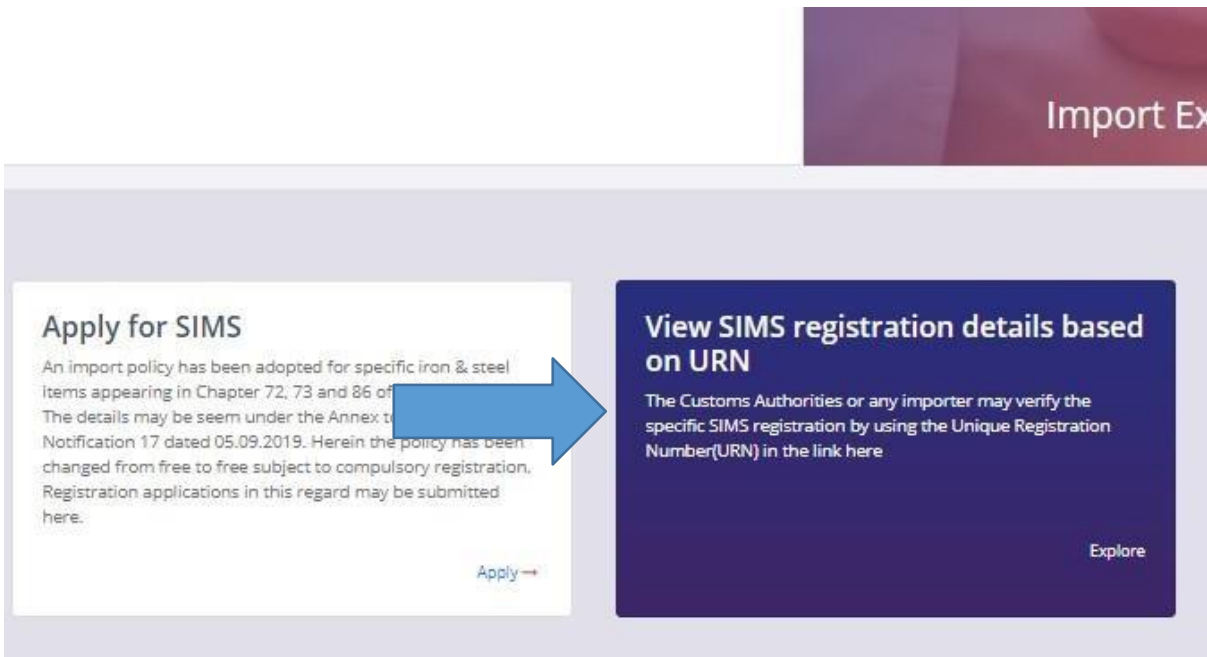 Import Ex
Apply for SIMS
An import policy has been adopted for specific iron & steel
items appearing in Chapter 72, 73 and 86 of
The details may be seem under the Annex to
Notification 17 dated 05.09.2019. Herein the policy has been
changed from free to free subject to compulsory registration.
Registration applications in this regard may be submitted
here.
Apply→
View SIMS registration details based
on URN
The Customs Authorities or any importer may verify the
specific SIMS registration by using the Unique Registration
Number(URN) in the link here
Explore